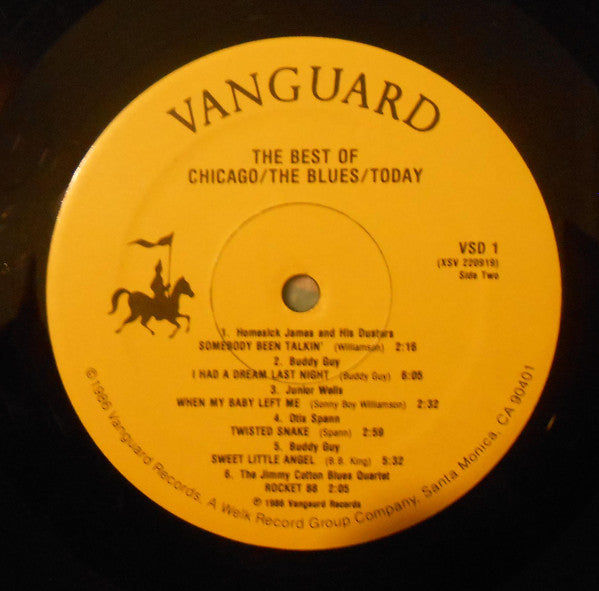 VANGUARD
THE BEST OF
CHICAGO/THE BLUES/TODAY
VSD 1
(XSV 220919)
Side Two
1. Homesick James and His Dusters
SOMEBODY BEEN TALKIN' (Williamson) 2:16
2. Buddy Guy
I HAD A DREAM LAST NIGHT (Buddy Guy) 6:05
3. Junior Wells
WHEN MY BABY LEFT ME (Sonny Boy Williamson) 2:32
4. Otis Spann
TWISTED SNAKE (Spann) 2:59
5. Buddy Guy
SWEET LITTLE ANGEL (B.B. King) 5:32
6. The Jimmy Cotton Blues Quartet
ROCKET 88 2:05
℗ 1986 Vanguard Records
©1986 Vanguard Records, A Welk Record Group Company, Santa Monica, CA 90401